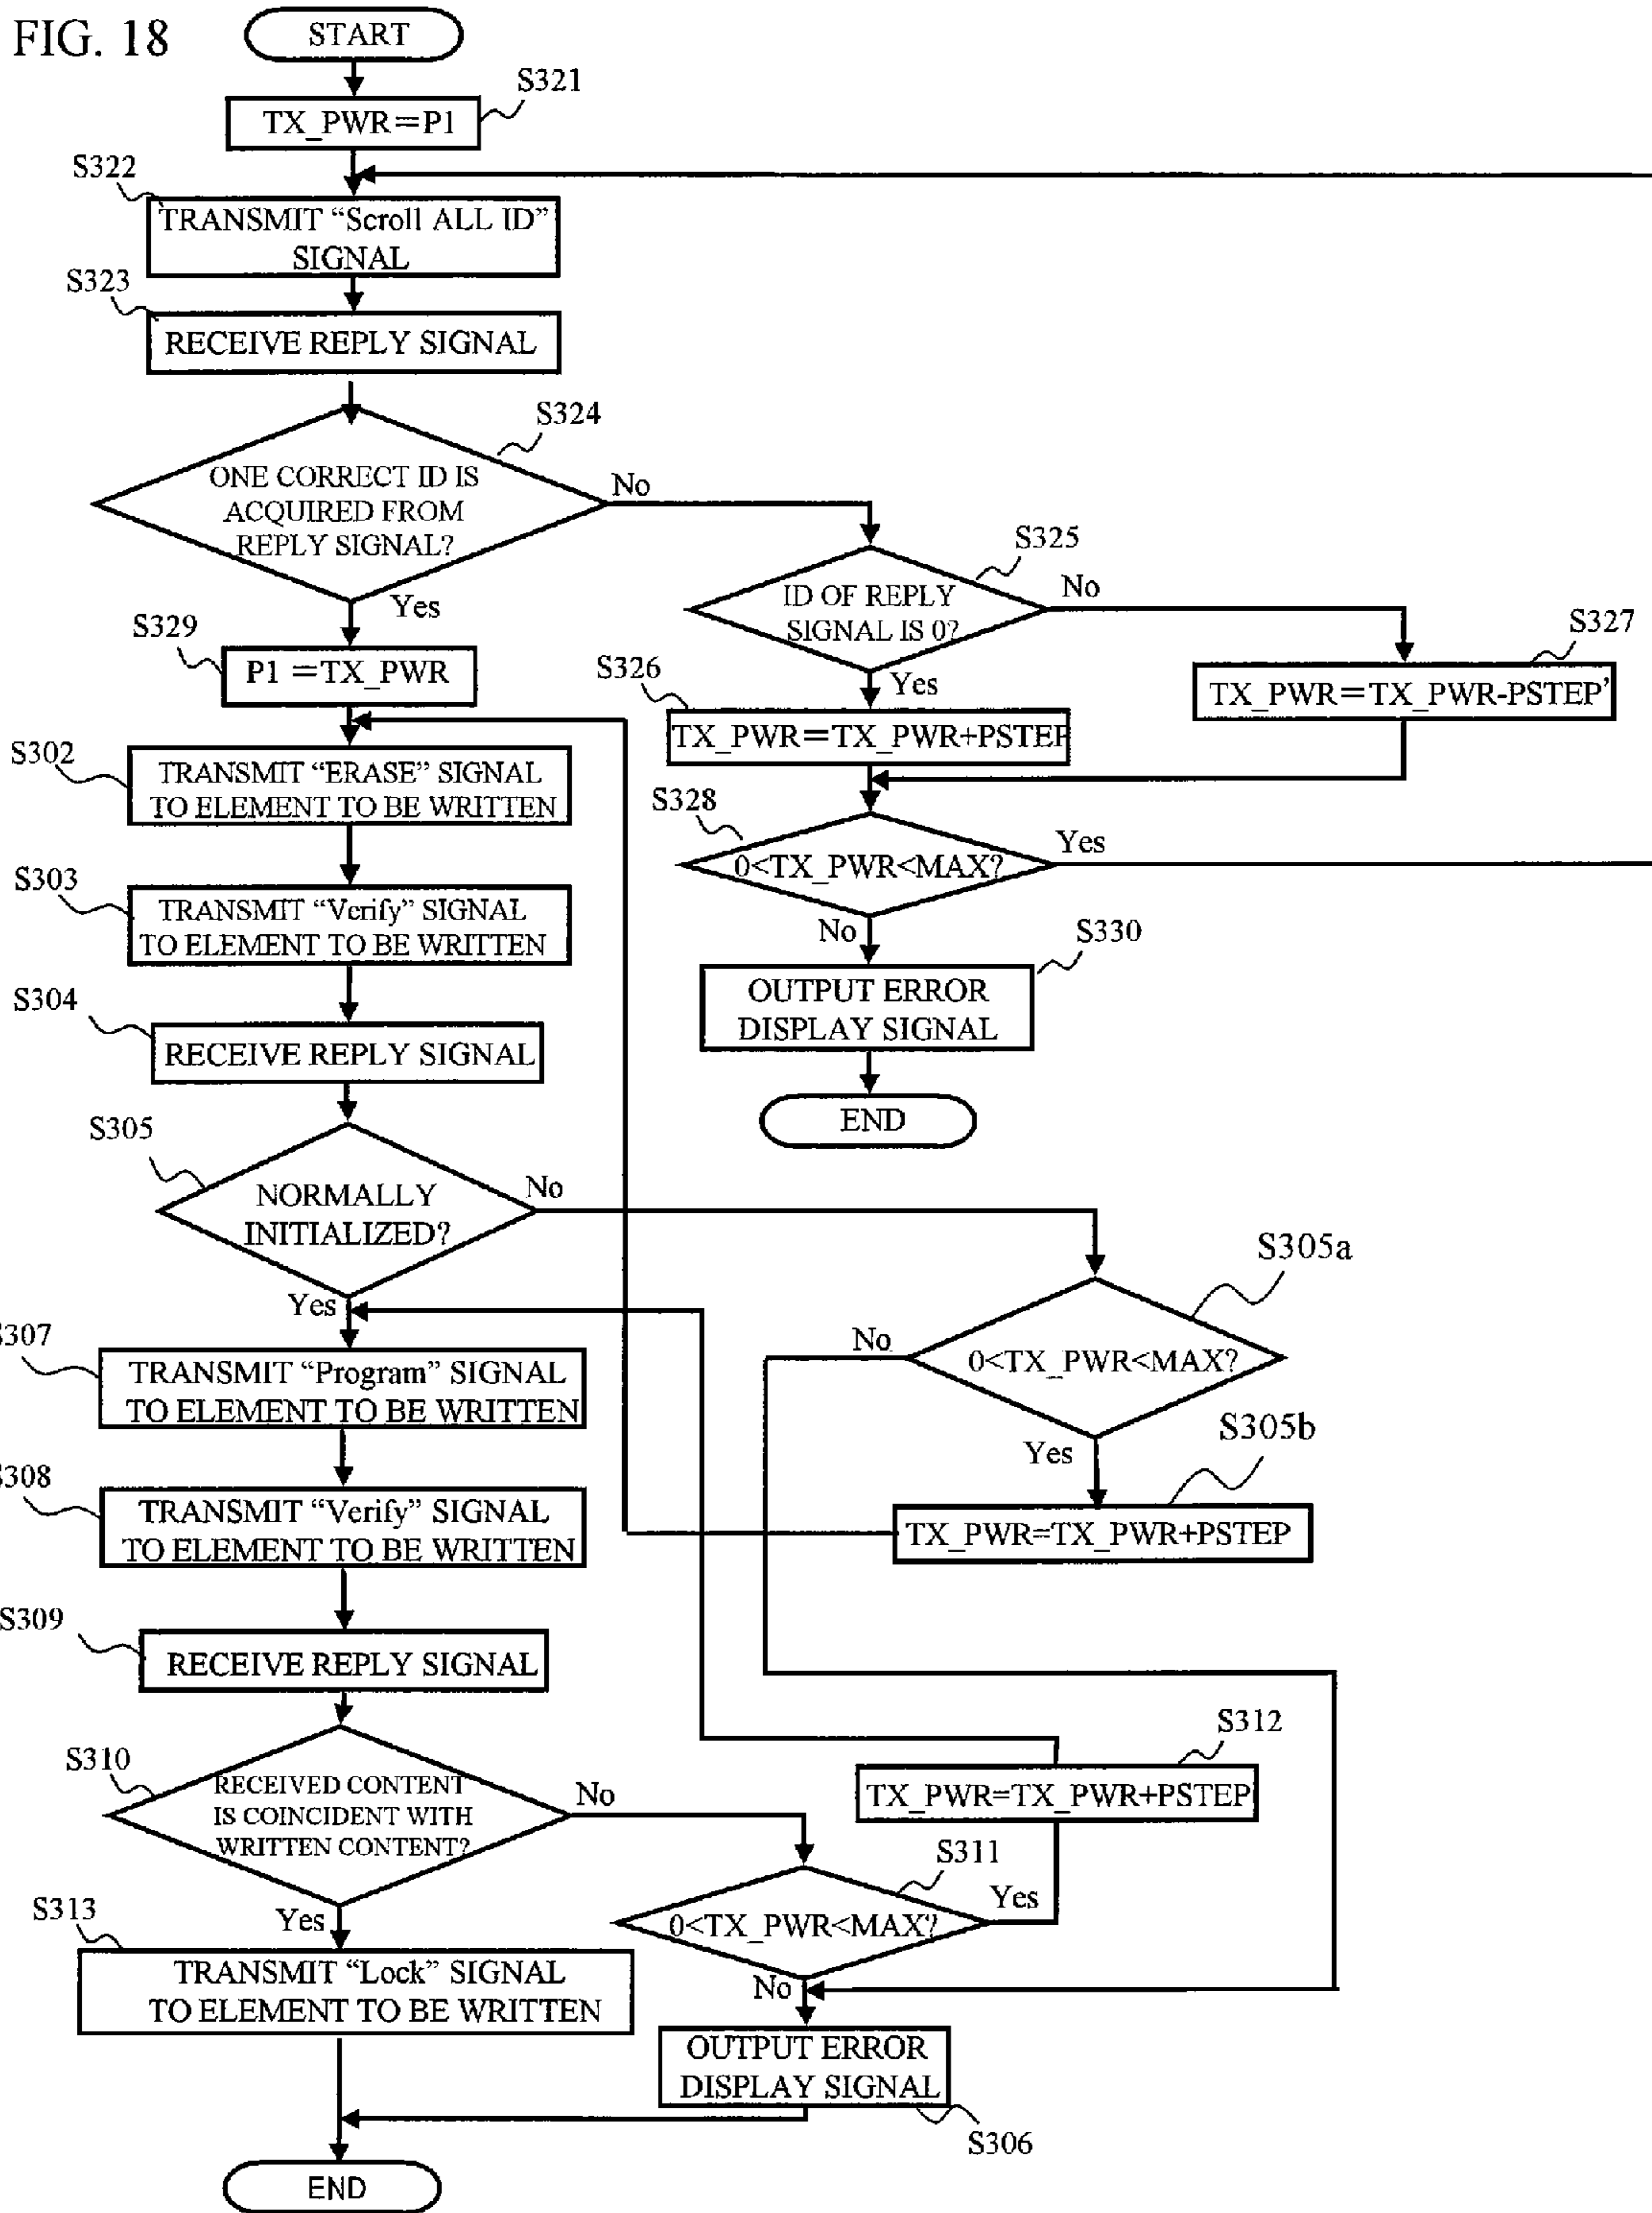 FIG. 18
START
S321
TX_PWR=P1
S322
TRANSMIT “Scroll ALL ID”
SIGNAL
S323
RECEIVE REPLY SIGNAL
S324
ONE CORRECT ID IS
ACQUIRED FROM
REPLY SIGNAL?
No
Yes
S325
ID OF REPLY
SIGNAL IS 0?
No
Yes
S327
TX_PWR=TX_PWR-PSTEP’
S326
TX_PWR=TX_PWR+PSTEP
S328
0<TX_PWR<MAX?
Yes
No
S330
OUTPUT ERROR
DISPLAY SIGNAL
END
S329
P1 =TX_PWR
S302
TRANSMIT “ERASE” SIGNAL
TO ELEMENT TO BE WRITTEN
S303
TRANSMIT “Verify” SIGNAL
TO ELEMENT TO BE WRITTEN
S304
RECEIVE REPLY SIGNAL
S305
NORMALLY
INITIALIZED?
No
Yes
S305a
0<TX_PWR<MAX?
No
Yes
S305b
TX_PWR=TX_PWR+PSTEP
S307
TRANSMIT “Program” SIGNAL
TO ELEMENT TO BE WRITTEN
S308
TRANSMIT “Verify” SIGNAL
TO ELEMENT TO BE WRITTEN
S309
RECEIVE REPLY SIGNAL
S310
RECEIVED CONTENT
IS COINCIDENT WITH
WRITTEN CONTENT?
No
Yes
S312
TX_PWR=TX_PWR+PSTEP
S311
0<TX_PWR<MAX?
Yes
No
S313
TRANSMIT “Lock” SIGNAL
TO ELEMENT TO BE WRITTEN
OUTPUT ERROR
DISPLAY SIGNAL
S306
END